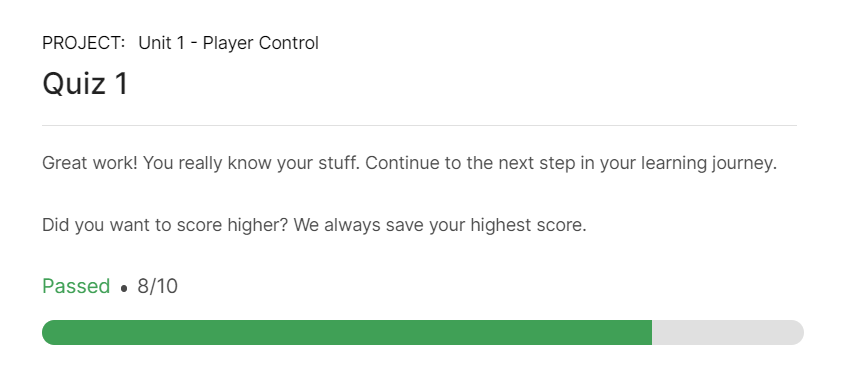 PROJECT: Unit 1 - Player Control
Quiz 1
Great work! You really know your stuff. Continue to the next step in your learning journey.
Did you want to score higher? We always save your highest score.
Passed • 8/10